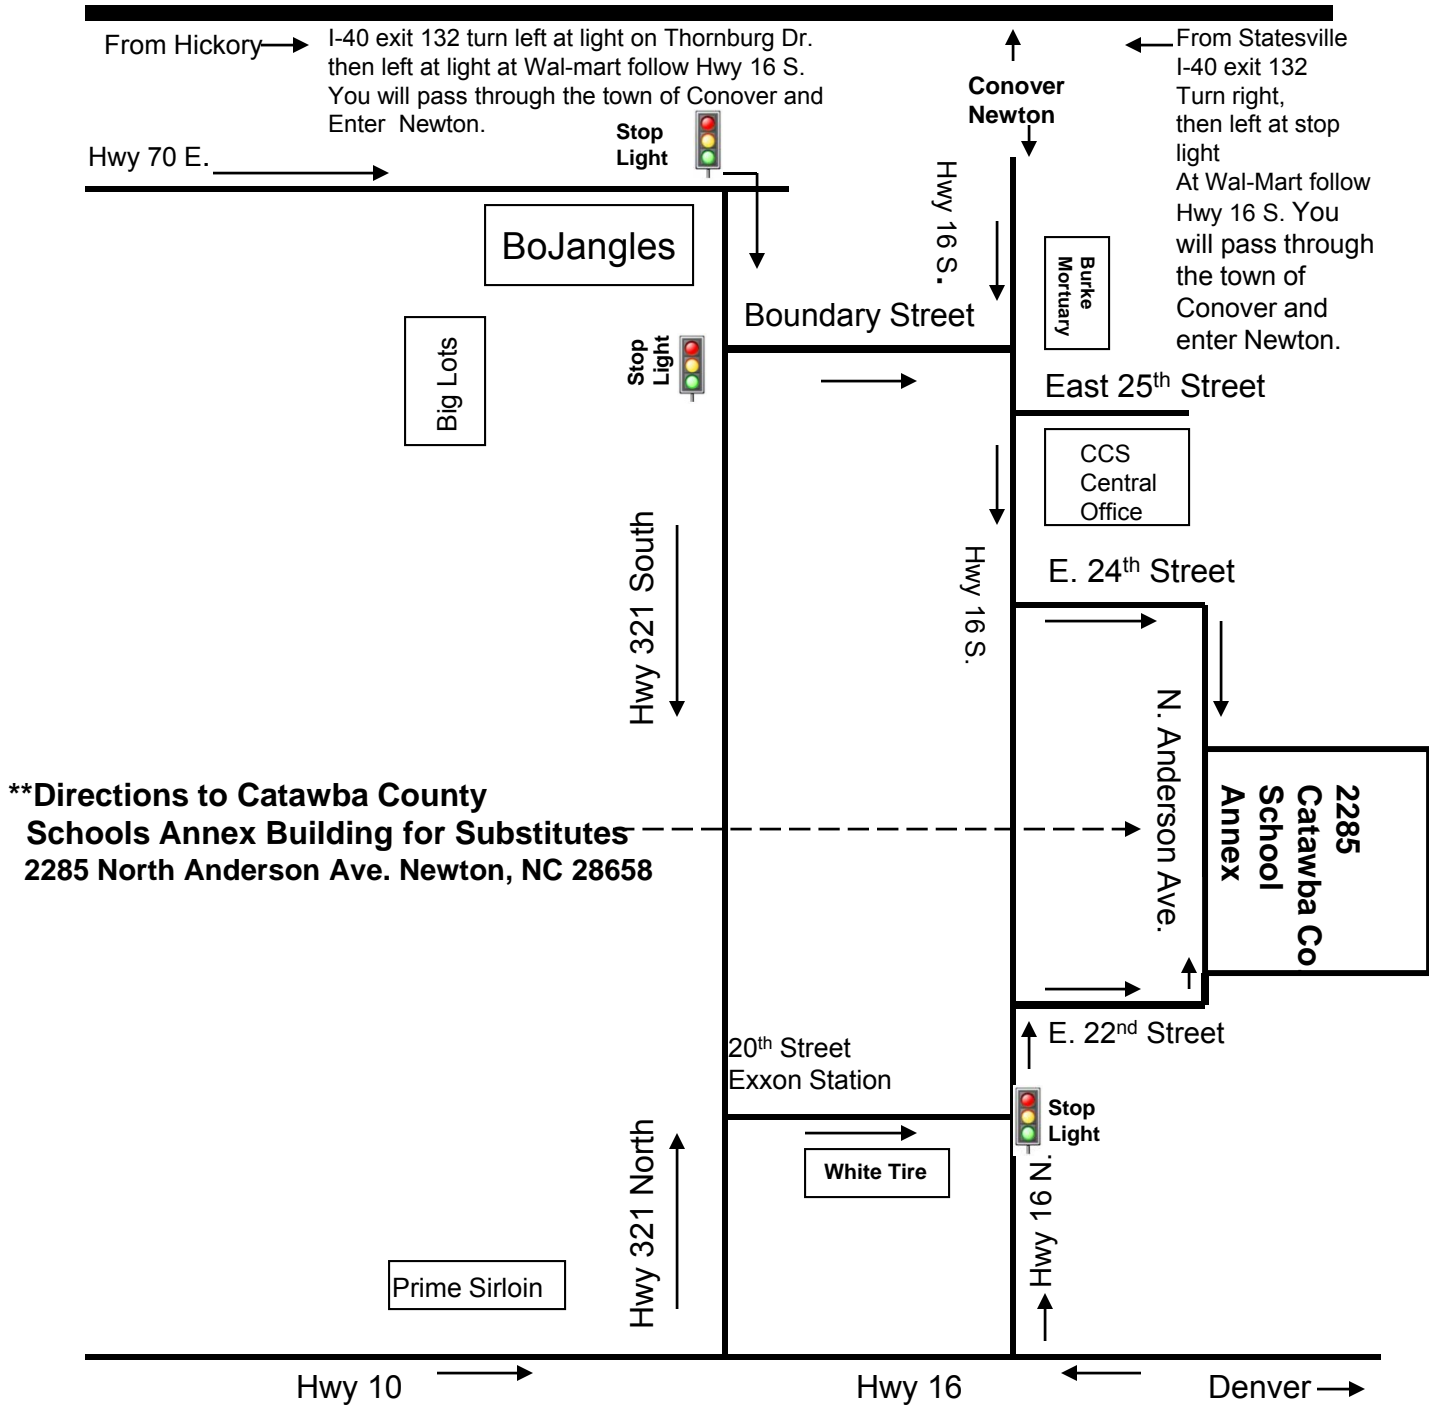 From Hickory
I-40 exit 132 turn left at light on Thornburg Dr.
then left at light at Wal-mart follow Hwy 16 S.
You will pass through the town of Conover and
Enter  Newton.
Conover
Newton
From Statesville
I-40 exit 132
Turn right,
then left at stop
light
At Wal-Mart follow
Hwy 16 S. You
will pass through
the town of
Conover and
enter Newton.
Stop
Light
Hwy 70 E.
Hwy 16 S.
BoJangles
Burke
Mortuary
Boundary Street
Big Lots
Stop
Light
East 25th Street
CCS
Central
Office
Hwy 321 South
Hwy 16 S.
E. 24th Street
N. Anderson Ave.
2285
Catawba Co
School
Annex
**Directions to Catawba County
Schools Annex Building for Substitutes
2285 North Anderson Ave. Newton, NC 28658
E. 22nd Street
20th Street
Exxon Station
Stop
Light
White Tire
Hwy 321 North
Hwy 16 N.
Prime Sirloin
Hwy 10
Hwy 16
Denver